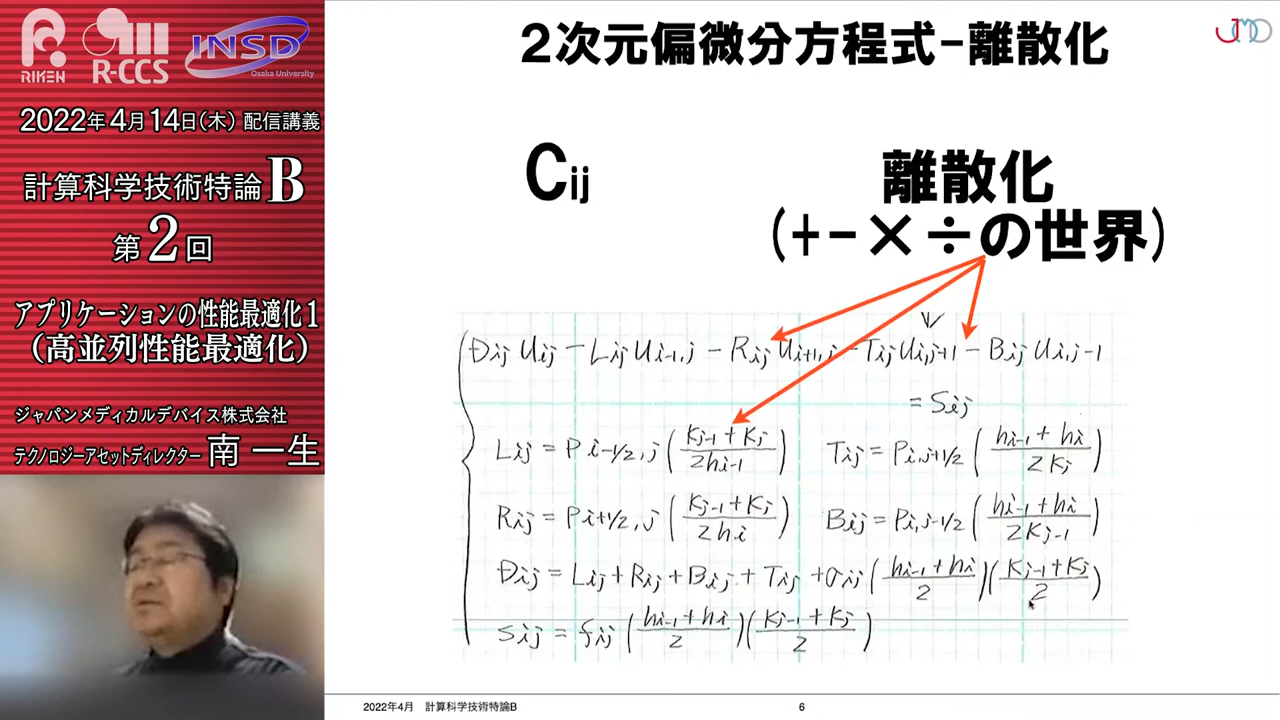 RIKEN
R-CCS
INSD
Osaka University
2022年4月14日(木) 配信講義
計算科学技術特論B
第2回
アプリケーションの性能最適化1
(高並列性能最適化)
ジャパンメディカルデバイス株式会社
テクノロジーアセットディレクター 南 一生
2次元偏微分方程式-離散化
JMD
Cij
離散化
(+-×÷の世界)
Dij Uij - Lij Ui-1,j - Rij Ui+1,j - Tij Ui,j+1 - Bij Ui,j-1
= Sij
Lij = Pi-1/2,j ( (Kj-1 + Kj) / 2hi-1 ) Tij = Pi,j+1/2 ( (hi-1 + hi) / 2Kj )
Rij = Pi+1/2,j ( (Kj-1 + Kj) / 2hi ) Bij = Pi,j-1/2 ( (hi-1 + hi) / 2Kj-1 )
Dij = Lij + Rij + Bij + Tij + σij ( (hi-1 + hi) / 2 )( (Kj-1 + Kj) / 2 )
Sij = fij ( (hi-1 + hi) / 2 )( (Kj-1 + Kj) / 2 )
2022年4月 計算科学技術特論B
6